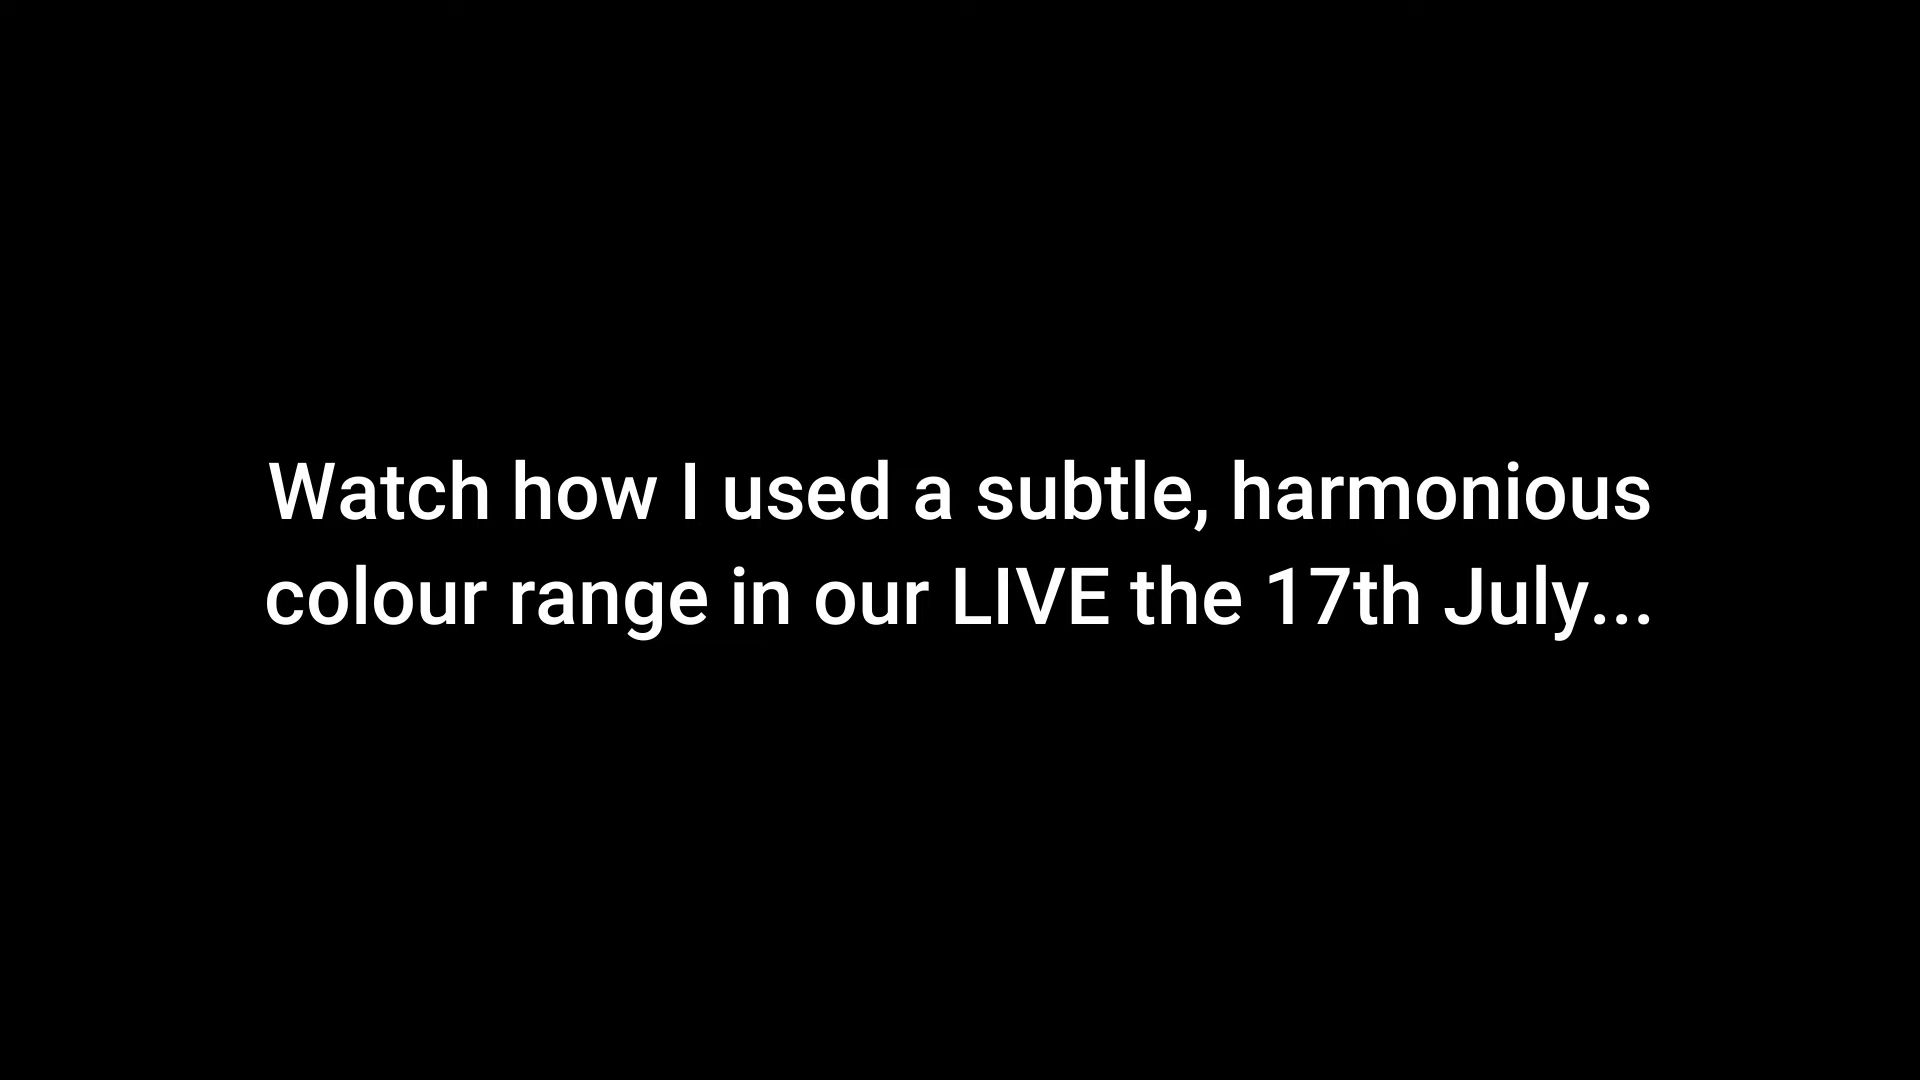 Watch how I used a subtle, harmonious
colour range in our LIVE the 17th July...